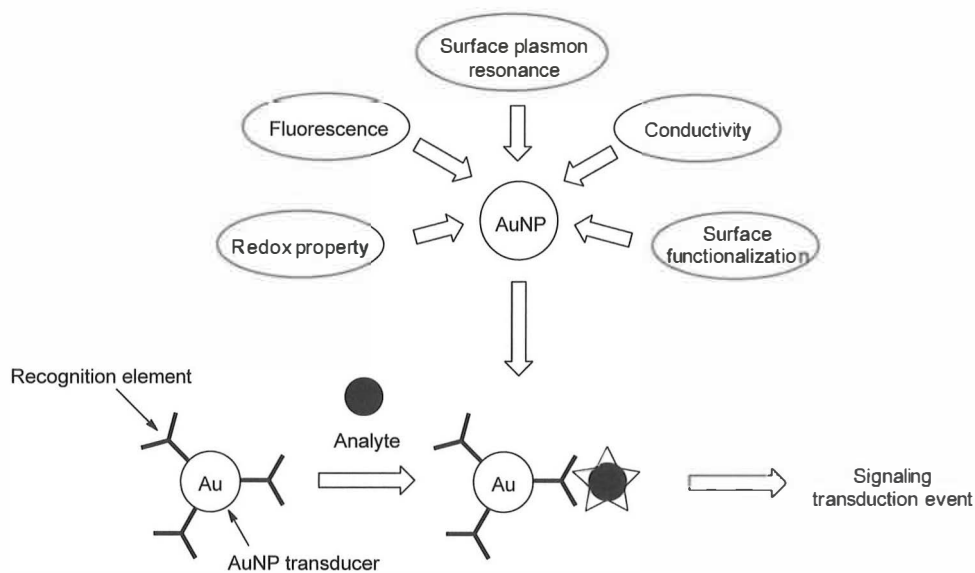 Surface plasmon
resonance
Fluorescence
Conductivity
AuNP
Redox property
Surface
functionalization
Recognition element
Analyte
Au
Au
Signaling
transduction event
AuNP transducer